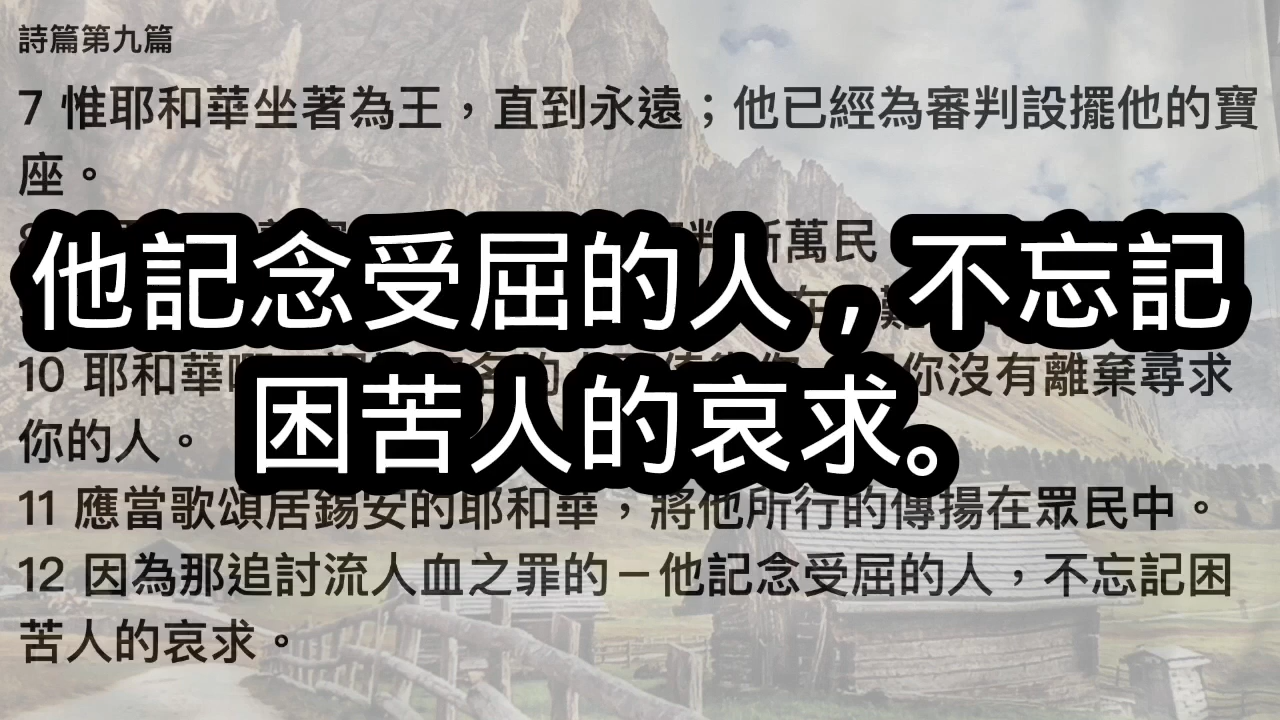 詩篇第九篇
7 惟耶和華坐著為王，直到永遠；他已經為審判設擺他的寶
座。
萬民
他記念受屈的人，不忘記
10 耶和華 你沒有離棄尋求
困苦人的哀求。
你的人。
11 應當歌頌居錫安的耶和華，將他所行的傳揚在眾民中。
12 因為那追討流人血之罪的－他記念受屈的人，不忘記困
苦人的哀求。